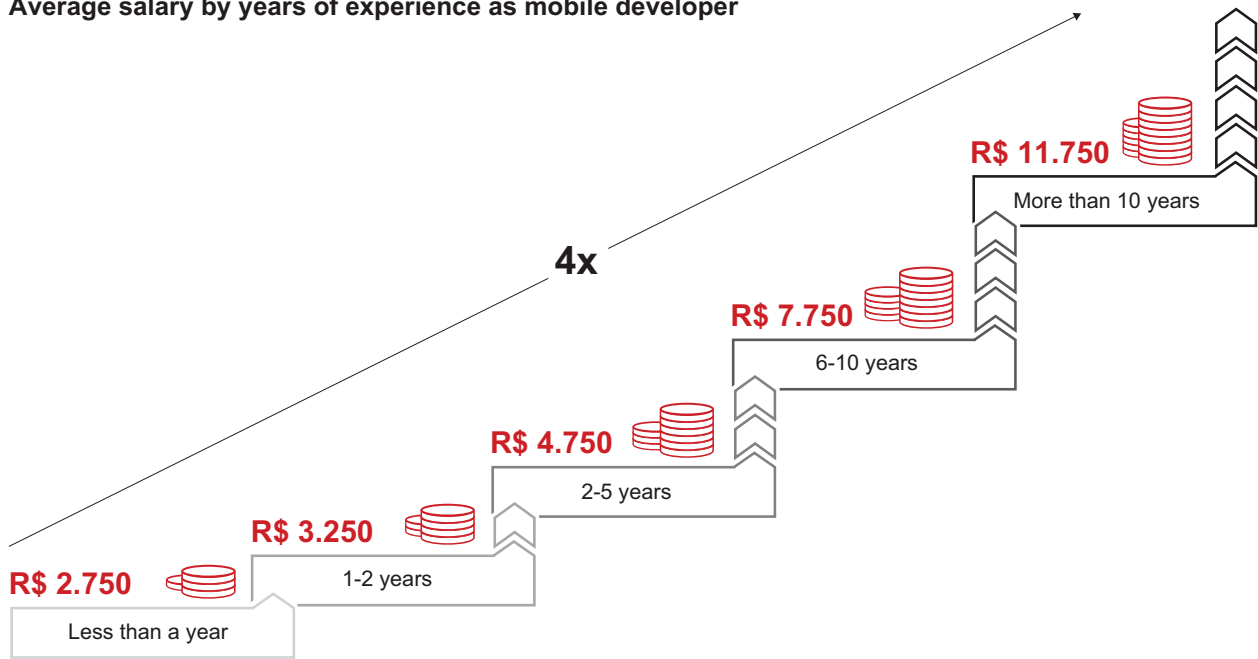 Average salary by years of experience as mobile developer
R$ 11.750
More than 10 years
4x
R$ 7.750
6-10 years
R$ 4.750
2-5 years
R$ 3.250
1-2 years
R$ 2.750
Less than a year